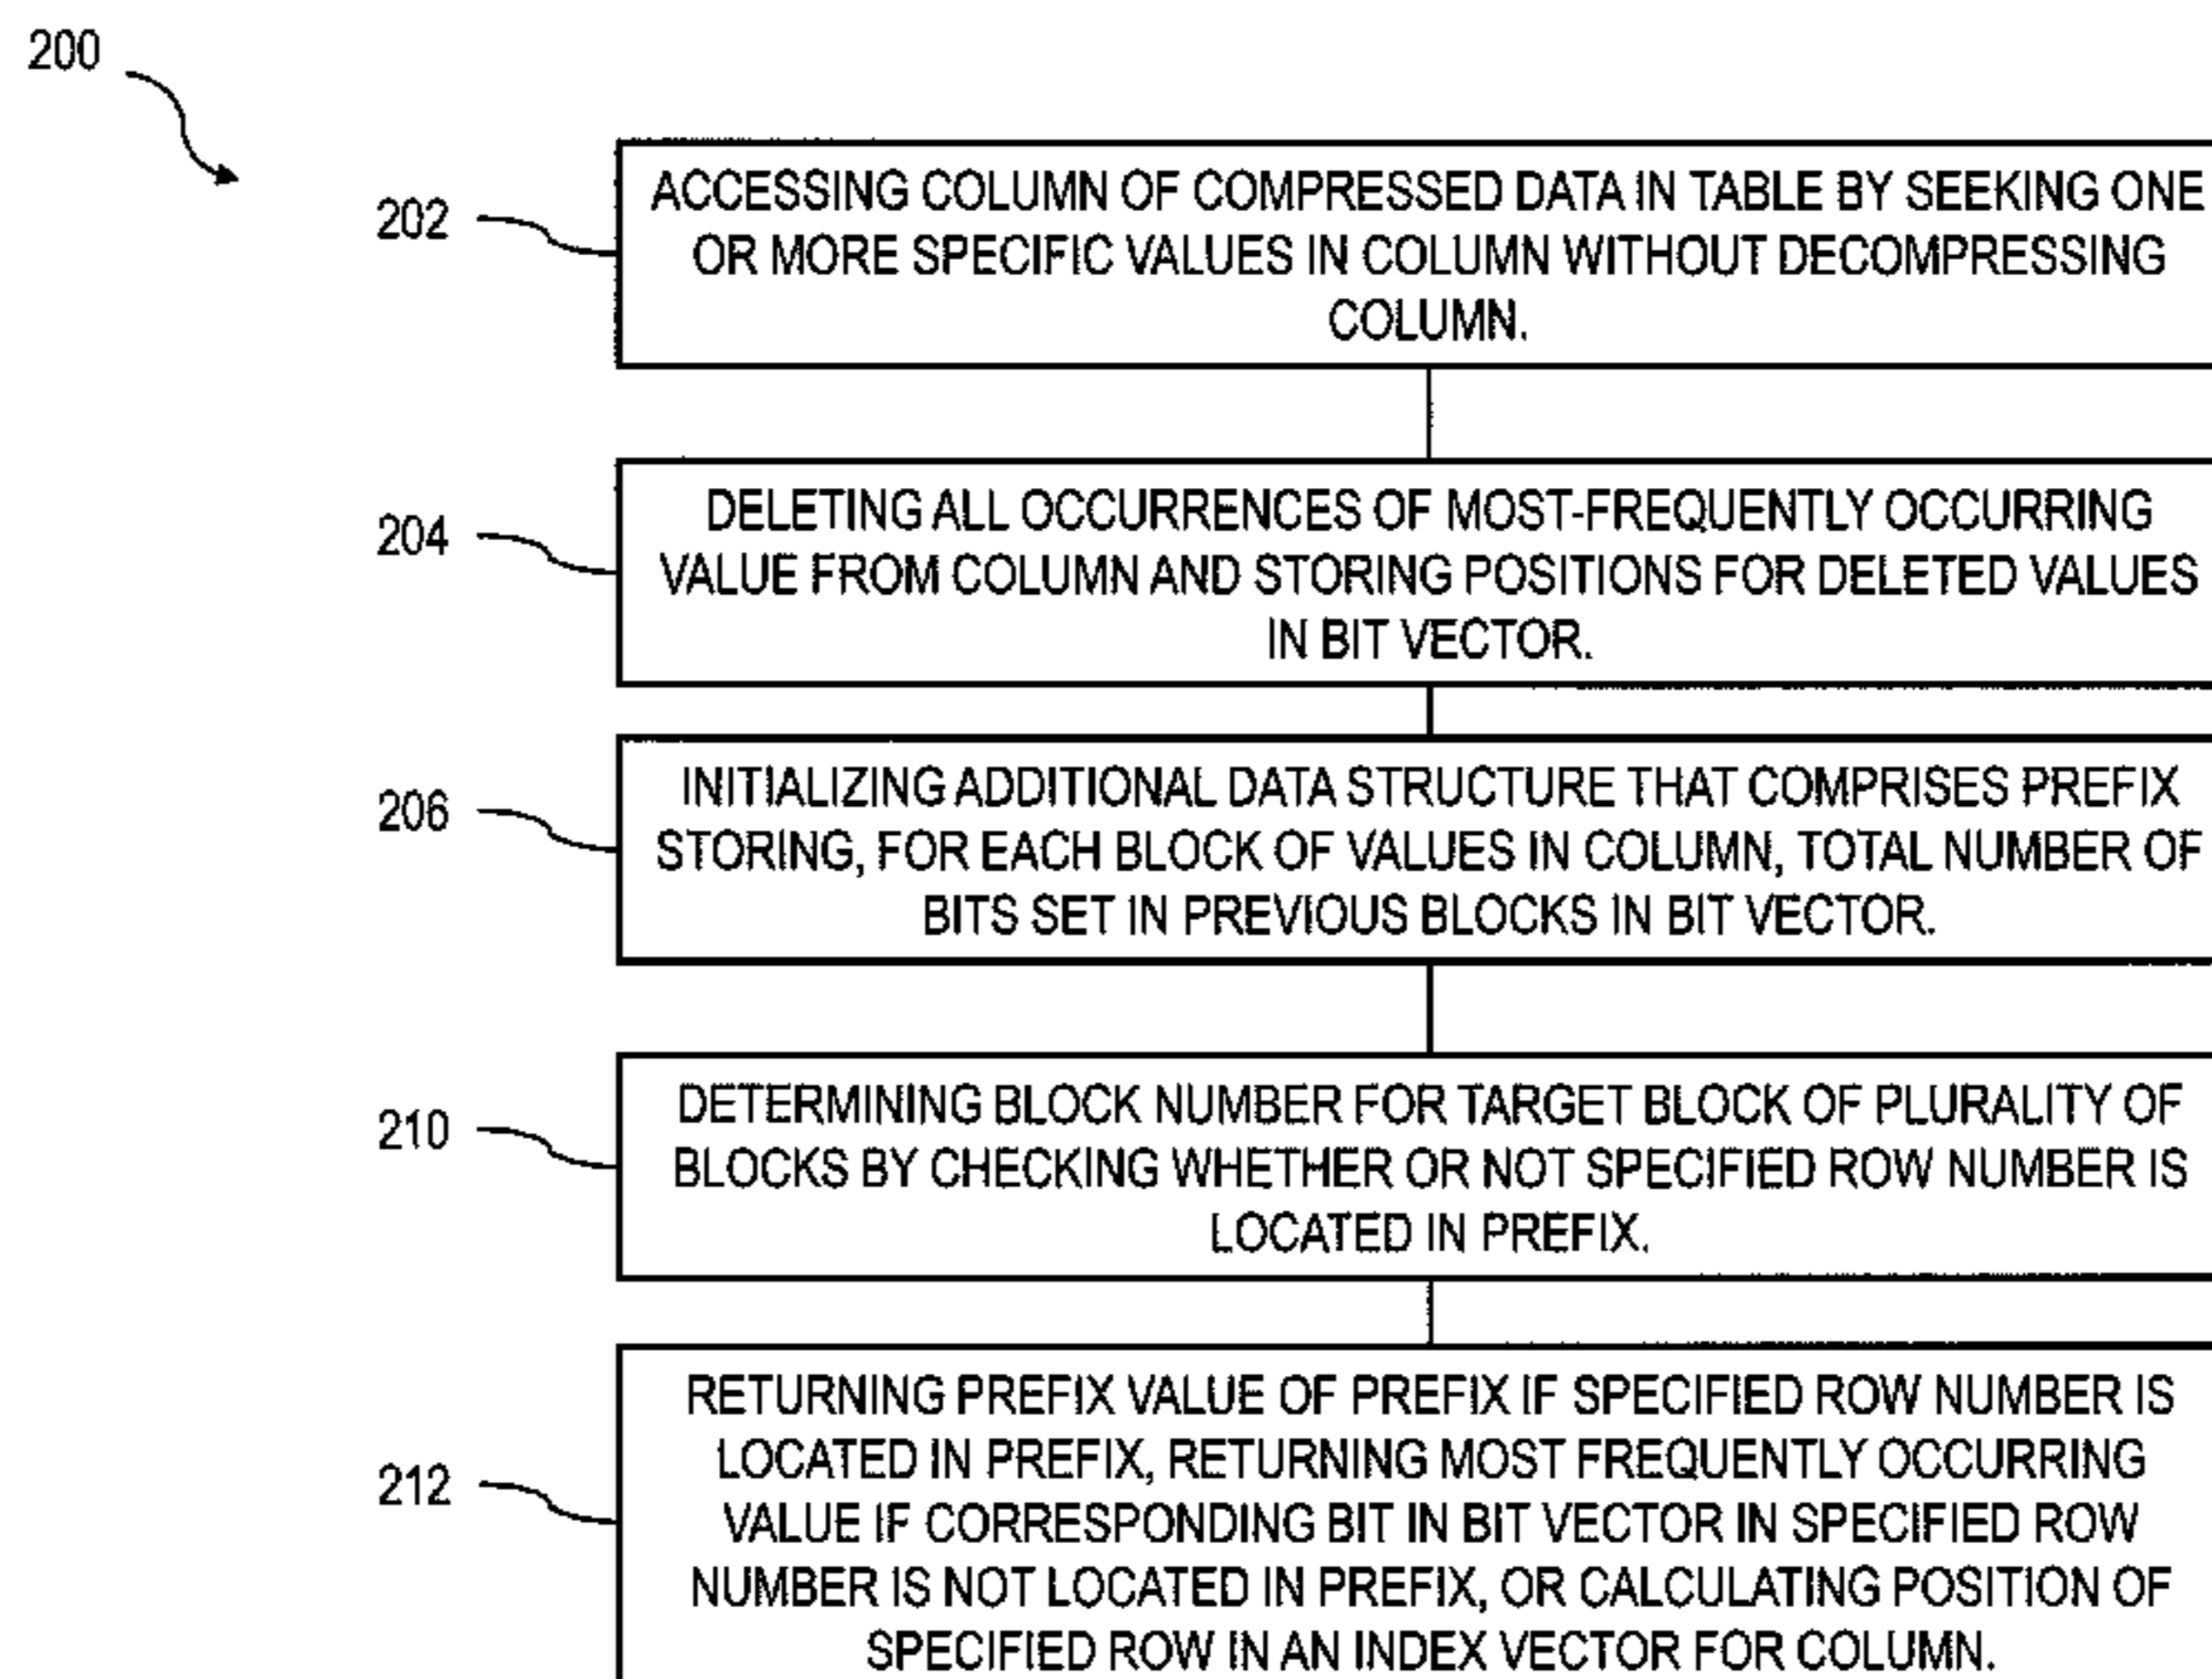 200
202
ACCESSING COLUMN OF COMPRESSED DATA IN TABLE BY SEEKING ONE
OR MORE SPECIFIC VALUES IN COLUMN WITHOUT DECOMPRESSING
COLUMN.
204
DELETING ALL OCCURRENCES OF MOST-FREQUENTLY OCCURRING
VALUE FROM COLUMN AND STORING POSITIONS FOR DELETED VALUES
IN BIT VECTOR.
206
INITIALIZING ADDITIONAL DATA STRUCTURE THAT COMPRISES PREFIX
STORING, FOR EACH BLOCK OF VALUES IN COLUMN, TOTAL NUMBER OF
BITS SET IN PREVIOUS BLOCKS IN BIT VECTOR.
210
DETERMINING BLOCK NUMBER FOR TARGET BLOCK OF PLURALITY OF
BLOCKS BY CHECKING WHETHER OR NOT SPECIFIED ROW NUMBER IS
LOCATED IN PREFIX.
212
RETURNING PREFIX VALUE OF PREFIX IF SPECIFIED ROW NUMBER IS
LOCATED IN PREFIX, RETURNING MOST FREQUENTLY OCCURRING
VALUE IF CORRESPONDING BIT IN BIT VECTOR IN SPECIFIED ROW
NUMBER IS NOT LOCATED IN PREFIX, OR CALCULATING POSITION OF
SPECIFIED ROW IN AN INDEX VECTOR FOR COLUMN.